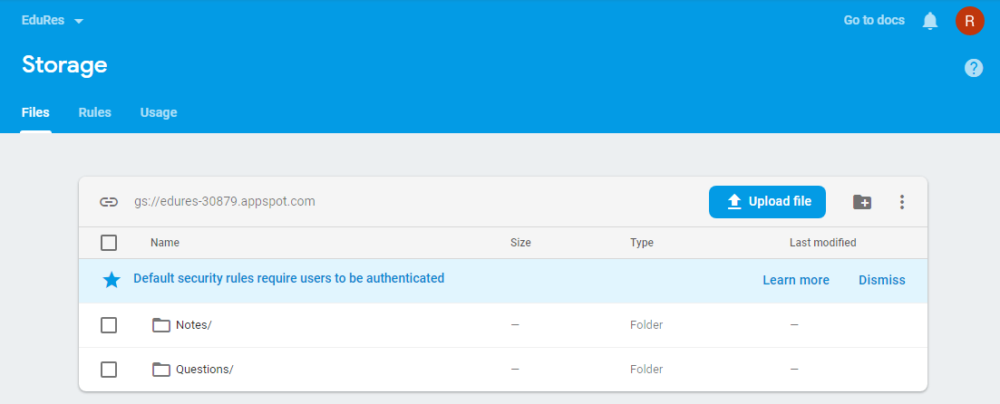 EduRes Go to docs R
Storage ?
Files Rules Usage
gs://edures-30879.appspot.com Upload file
Name Size Type Last modified
Default security rules require users to be authenticated Learn more Dismiss
Notes/ — Folder —
Questions/ — Folder —